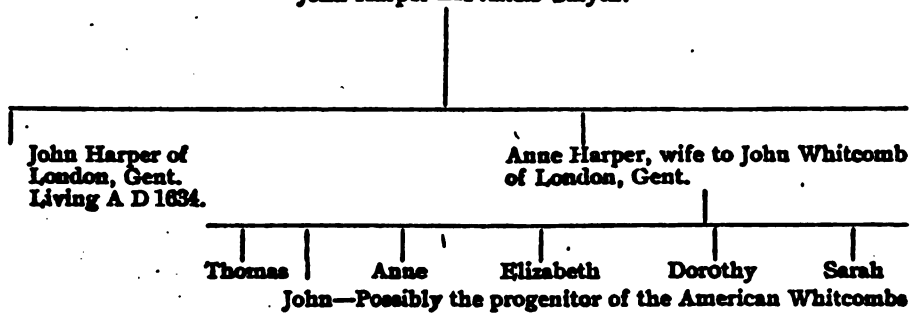 John Harper of
London, Gent.
Living A D 1634.
Anne Harper, wife to John Whitcomb
of London, Gent.
Thomas Anne Elizabeth Dorothy Sarah
John—Possibly the progenitor of the American Whitcombs